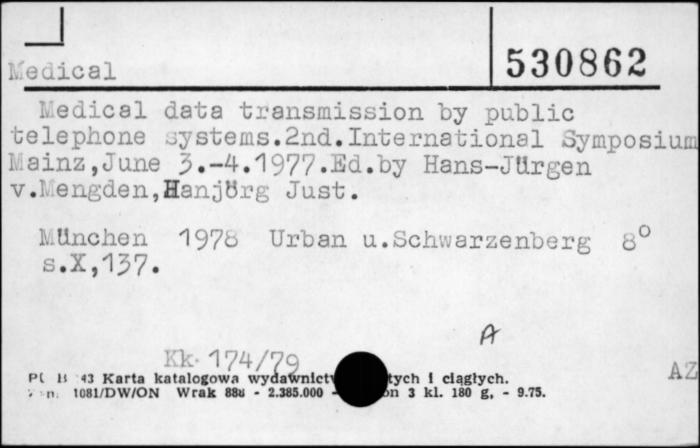 530862
Medical
Medical data transmission by public
telephone systems.2nd.International Symposium
Mainz,June 3.-4.1977.Ed.by Hans-Jürgen
v.Mengden,Hanjörg Just.
München 1978 Urban u.Schwarzenberg 8°
s.X,137.
A
Kk· 174/79
AZ
43 Karta katalogowa tych i ciągłych.
1081/DW/ON Wrak 88u - 2.385.000 - 3 kl. 180 g, - 9.75.